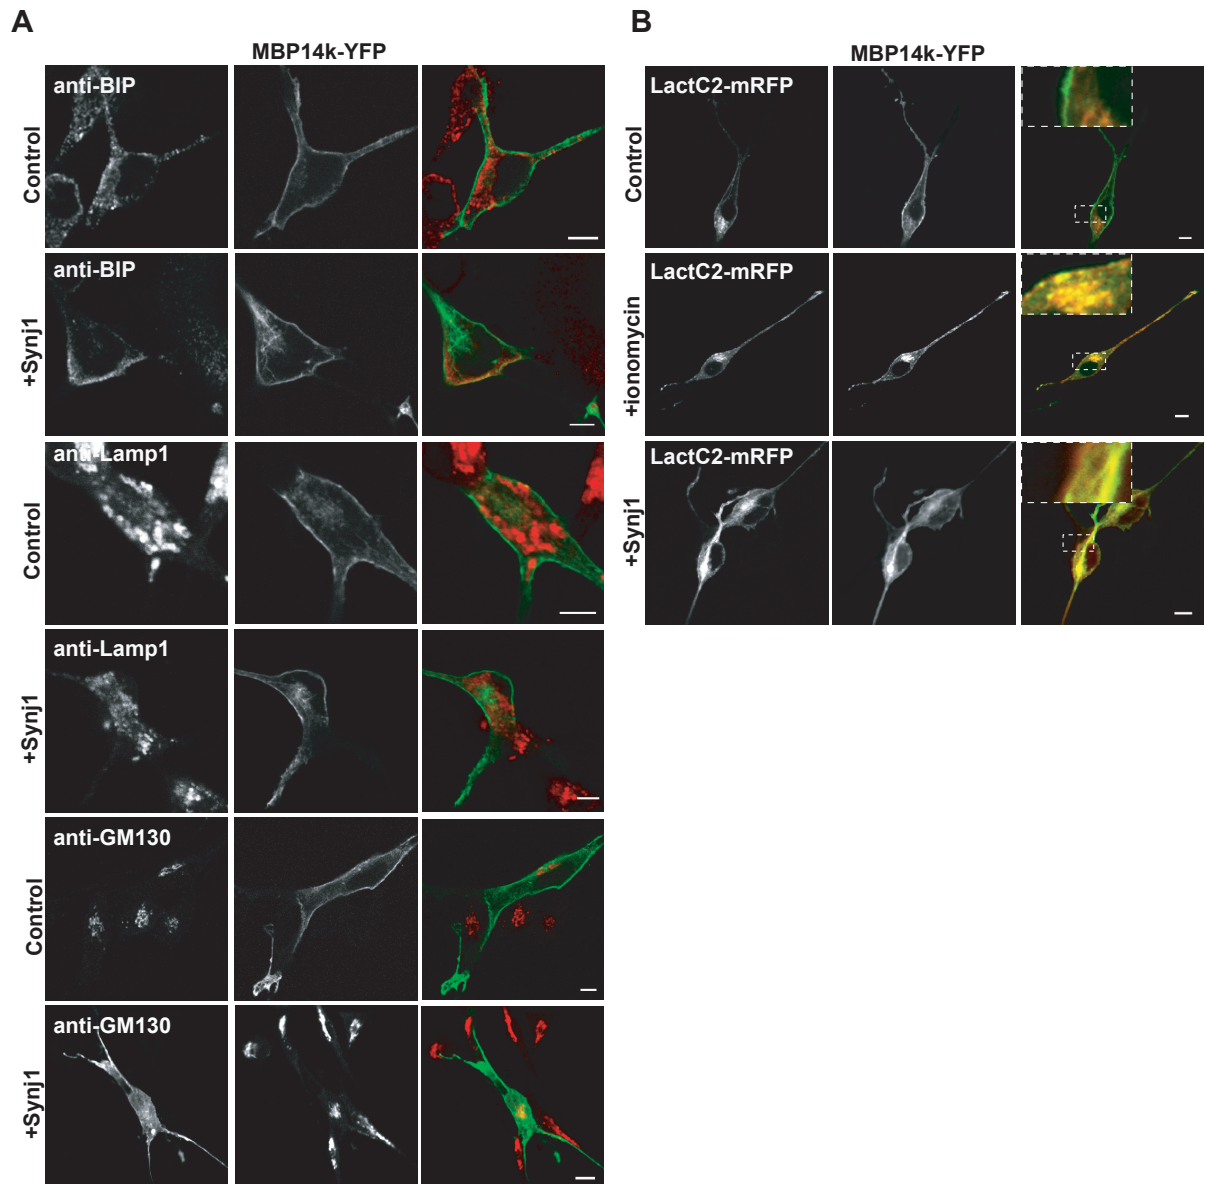 A
MBP14k-YFP
Control
anti-BIP
+Synj1
anti-BIP
Control
anti-Lamp1
+Synj1
anti-Lamp1
Control
anti-GM130
+Synj1
anti-GM130
B
MBP14k-YFP
Control
LactC2-mRFP
+ionomycin
LactC2-mRFP
+Synj1
LactC2-mRFP